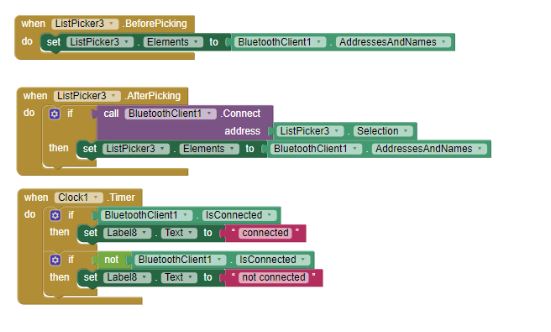 when ListPicker3 .BeforePicking
do set ListPicker3 . Elements to BluetoothClient1 . AddressesAndNames
when ListPicker3 .AfterPicking
do if call BluetoothClient1 .Connect
address ListPicker3 . Selection
then set ListPicker3 . Elements to BluetoothClient1 . AddressesAndNames
when Clock1 .Timer
do if BluetoothClient1 . IsConnected
then set Label8 . Text to " connected "
if not BluetoothClient1 . IsConnected
then set Label8 . Text to " not connected "